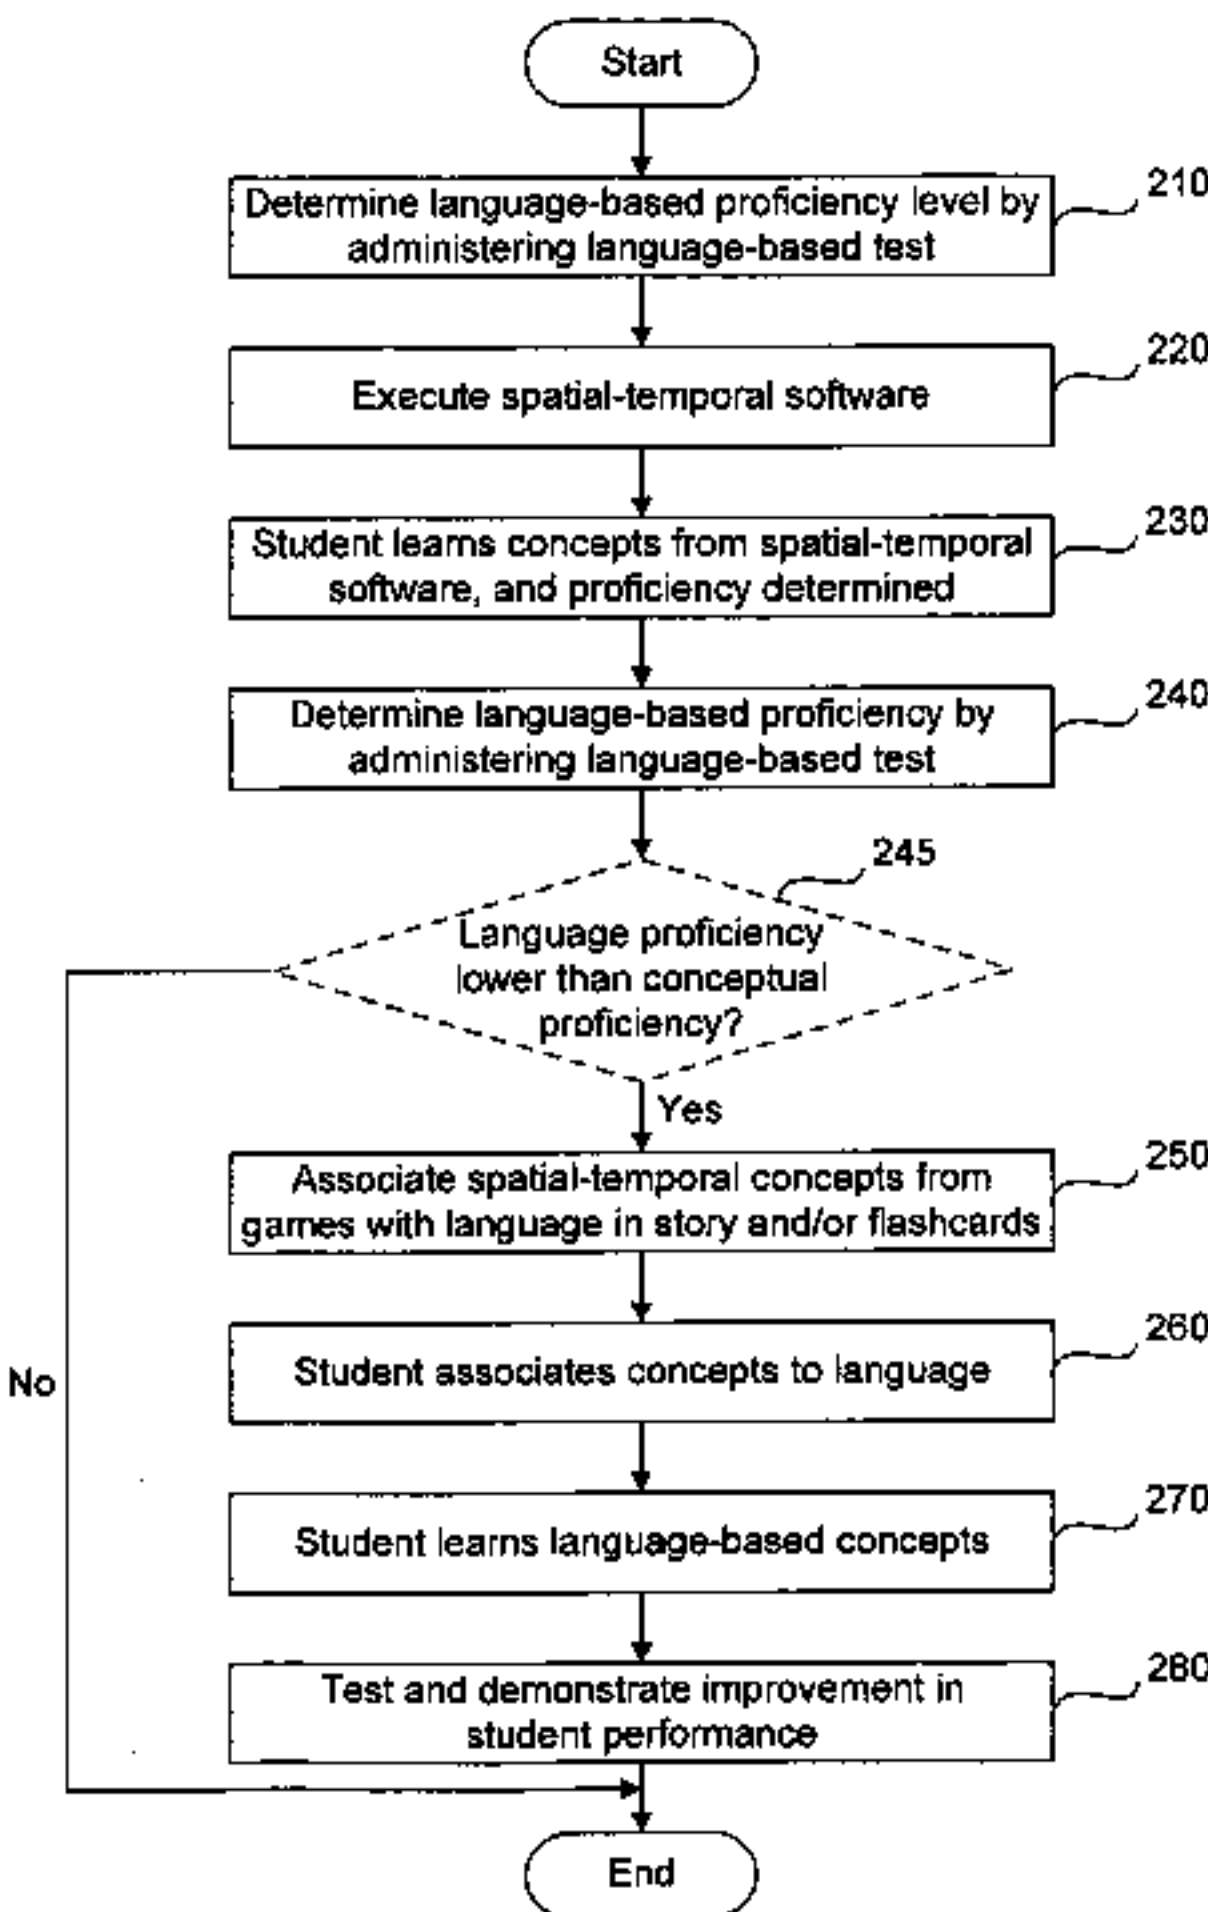 Start
210
Determine language-based proficiency level by
administering language-based test
220
Execute spatial-temporal software
230
Student learns concepts from spatial-temporal
software, and proficiency determined
240
Determine language-based proficiency by
administering language-based test
245
Language proficiency
lower than conceptual
proficiency?
Yes
250
Associate spatial-temporal concepts from
games with language in story and/or flashcards
260
Student associates concepts to language
No
270
Student learns language-based concepts
280
Test and demonstrate improvement in
student performance
End